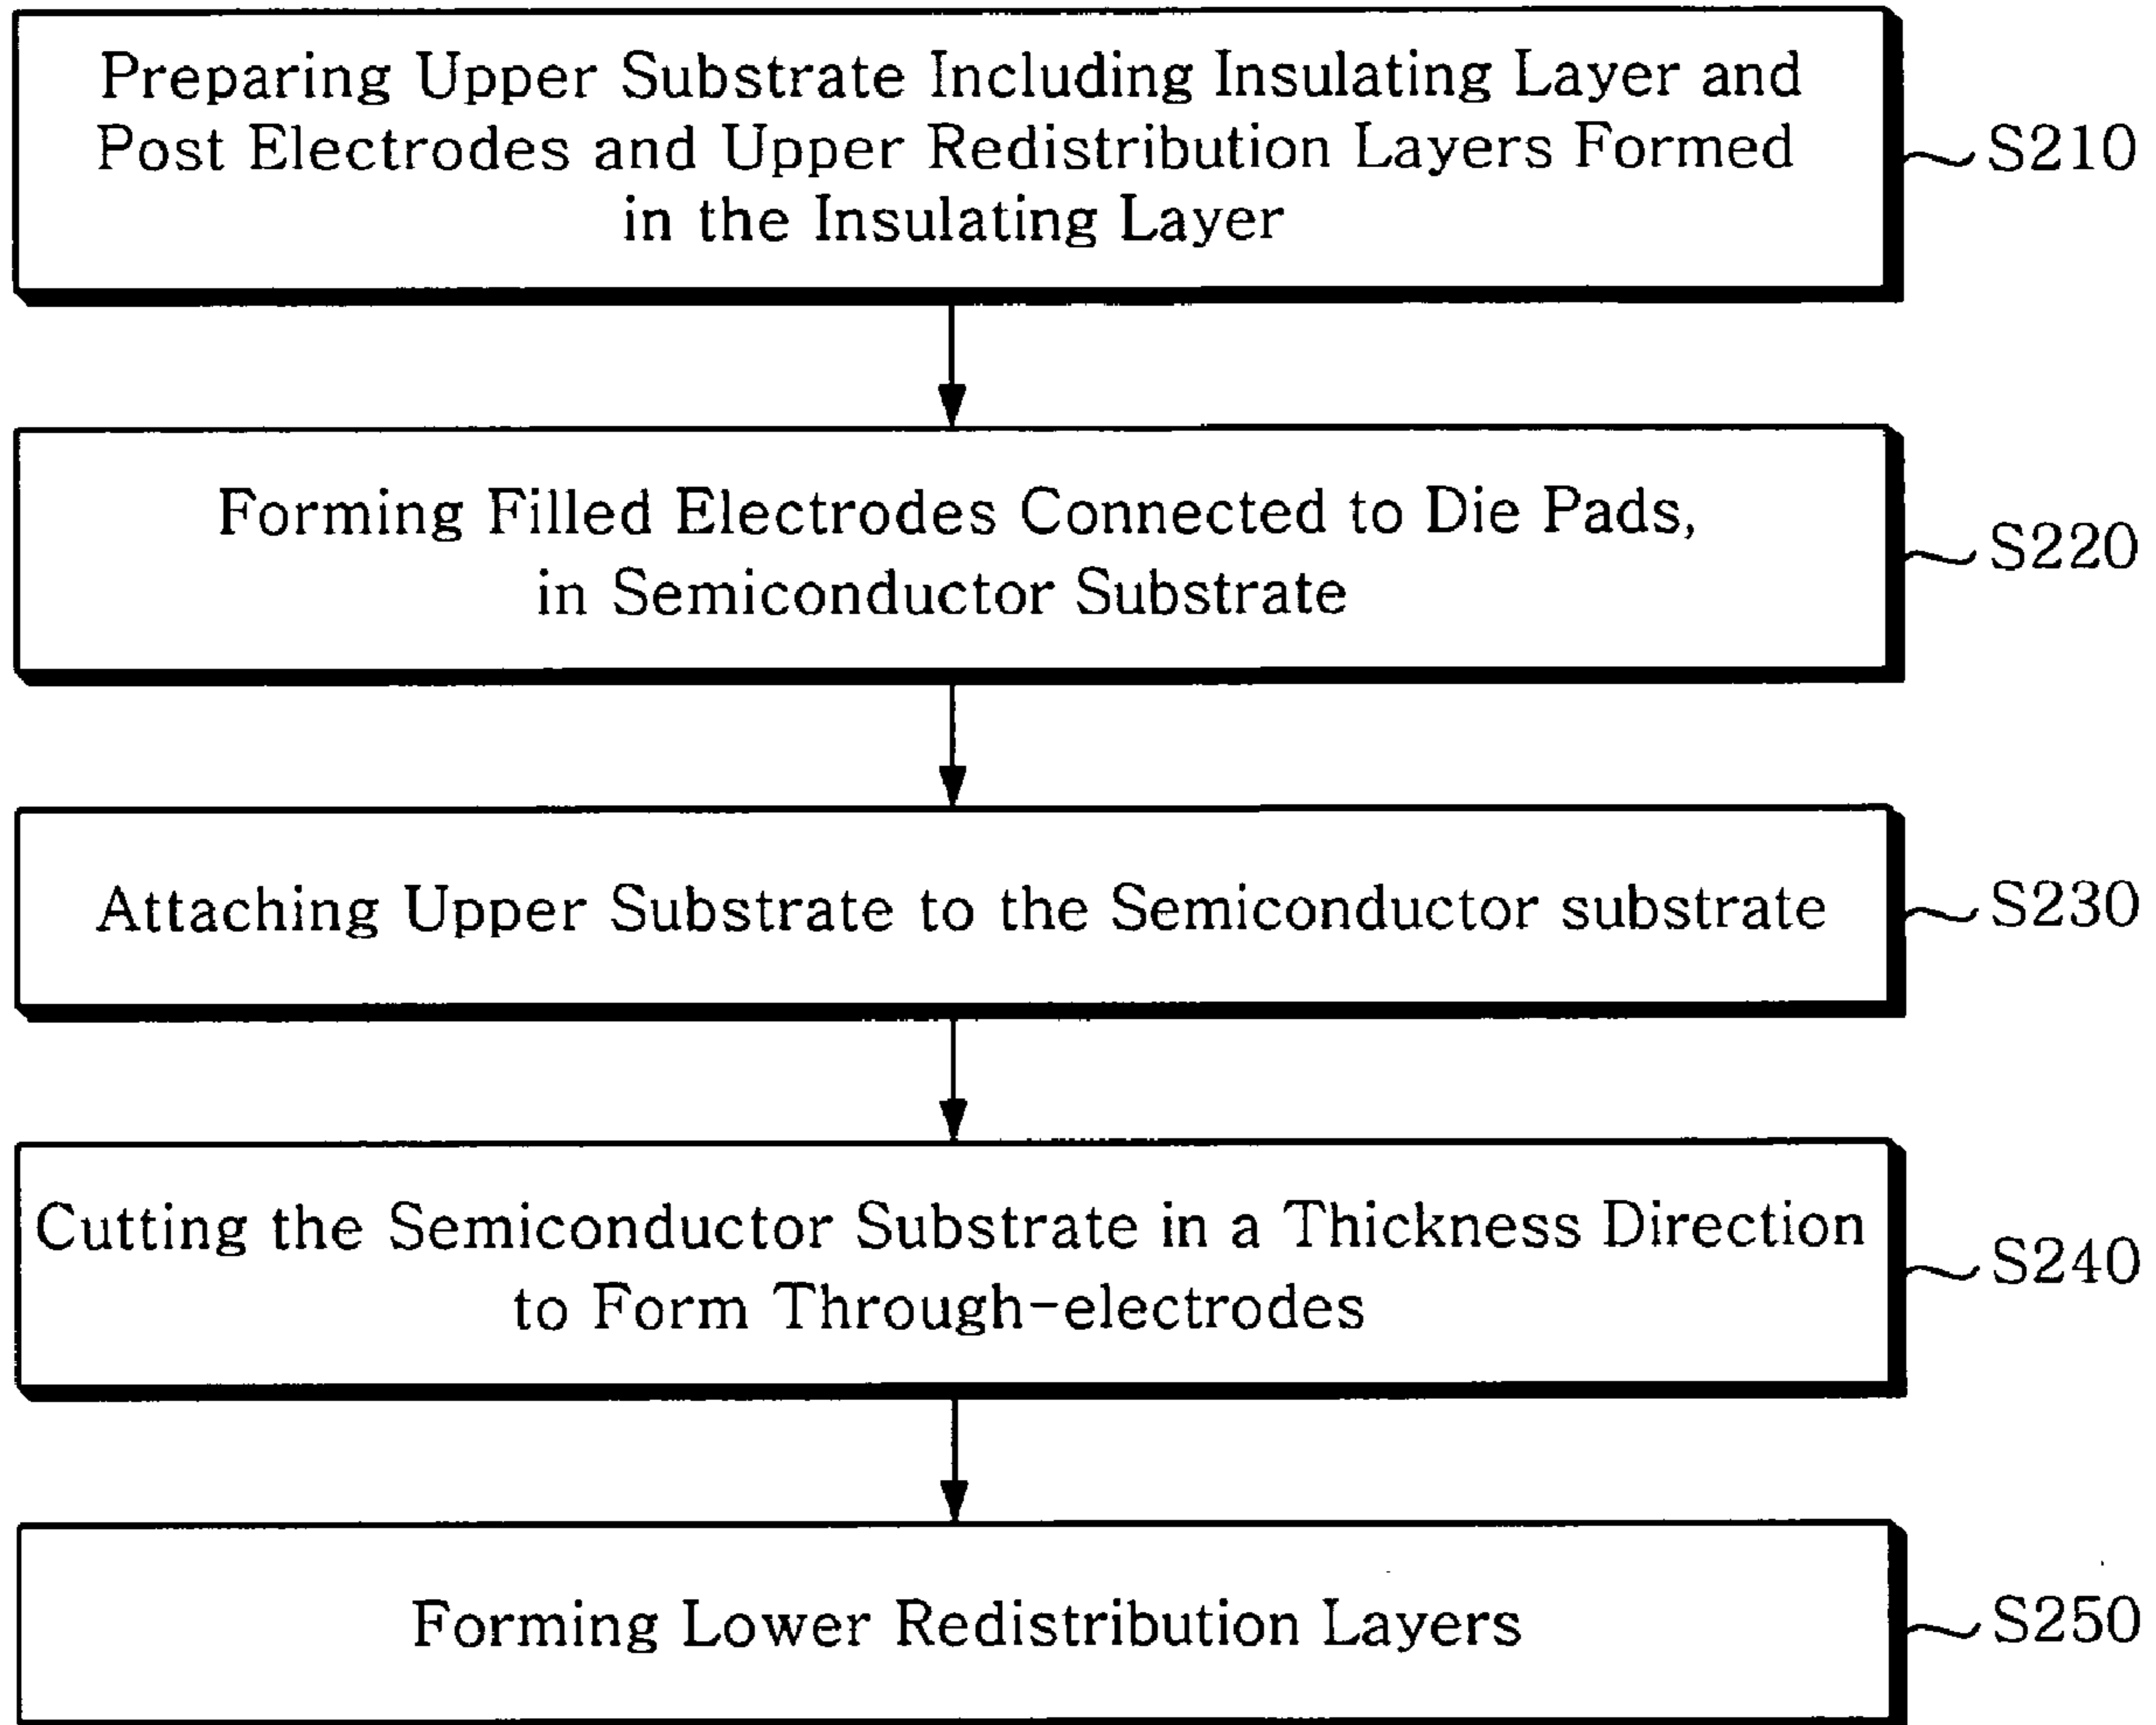 Preparing Upper Substrate Including Insulating Layer and
Post Electrodes and Upper Redistribution Layers Formed
in the Insulating Layer
S210
Forming Filled Electrodes Connected to Die Pads,
in Semiconductor Substrate
S220
Attaching Upper Substrate to the Semiconductor substrate
S230
Cutting the Semiconductor Substrate in a Thickness Direction
to Form Through-electrodes
S240
Forming Lower Redistribution Layers
S250